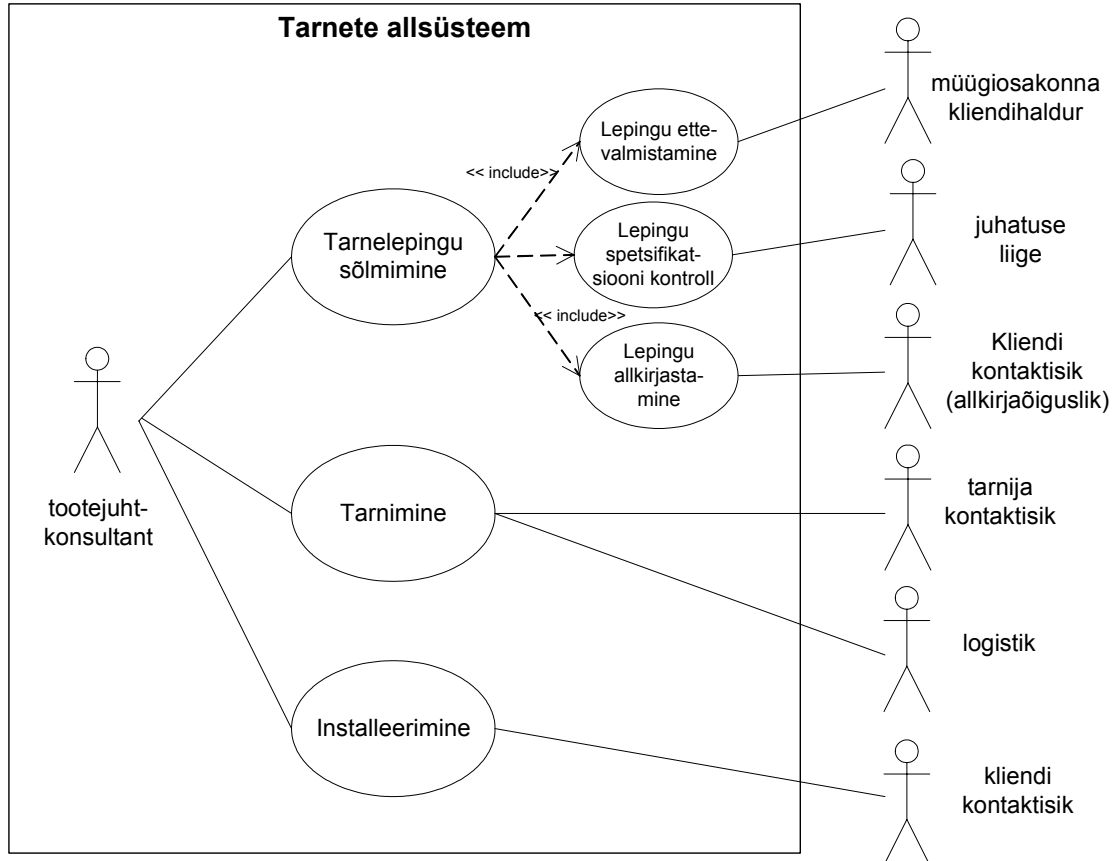 Tarnete allsüsteem
müügiosakonna
kliendihaldur
Lepingu ette-
valmistamine
<< include>>
Tarnelepingu
sõlmimine
Lepingu
spetsifikat-
siooni kontroll
juhatuse
liige
<< include>>
Lepingu
allkirjasta-
mine
Kliendi
kontaktisik
(allkirjaõiguslik)
tootejuht-
konsultant
Tarnimine
tarnija
kontaktisik
logistik
Installeerimine
kliendi
kontaktisik